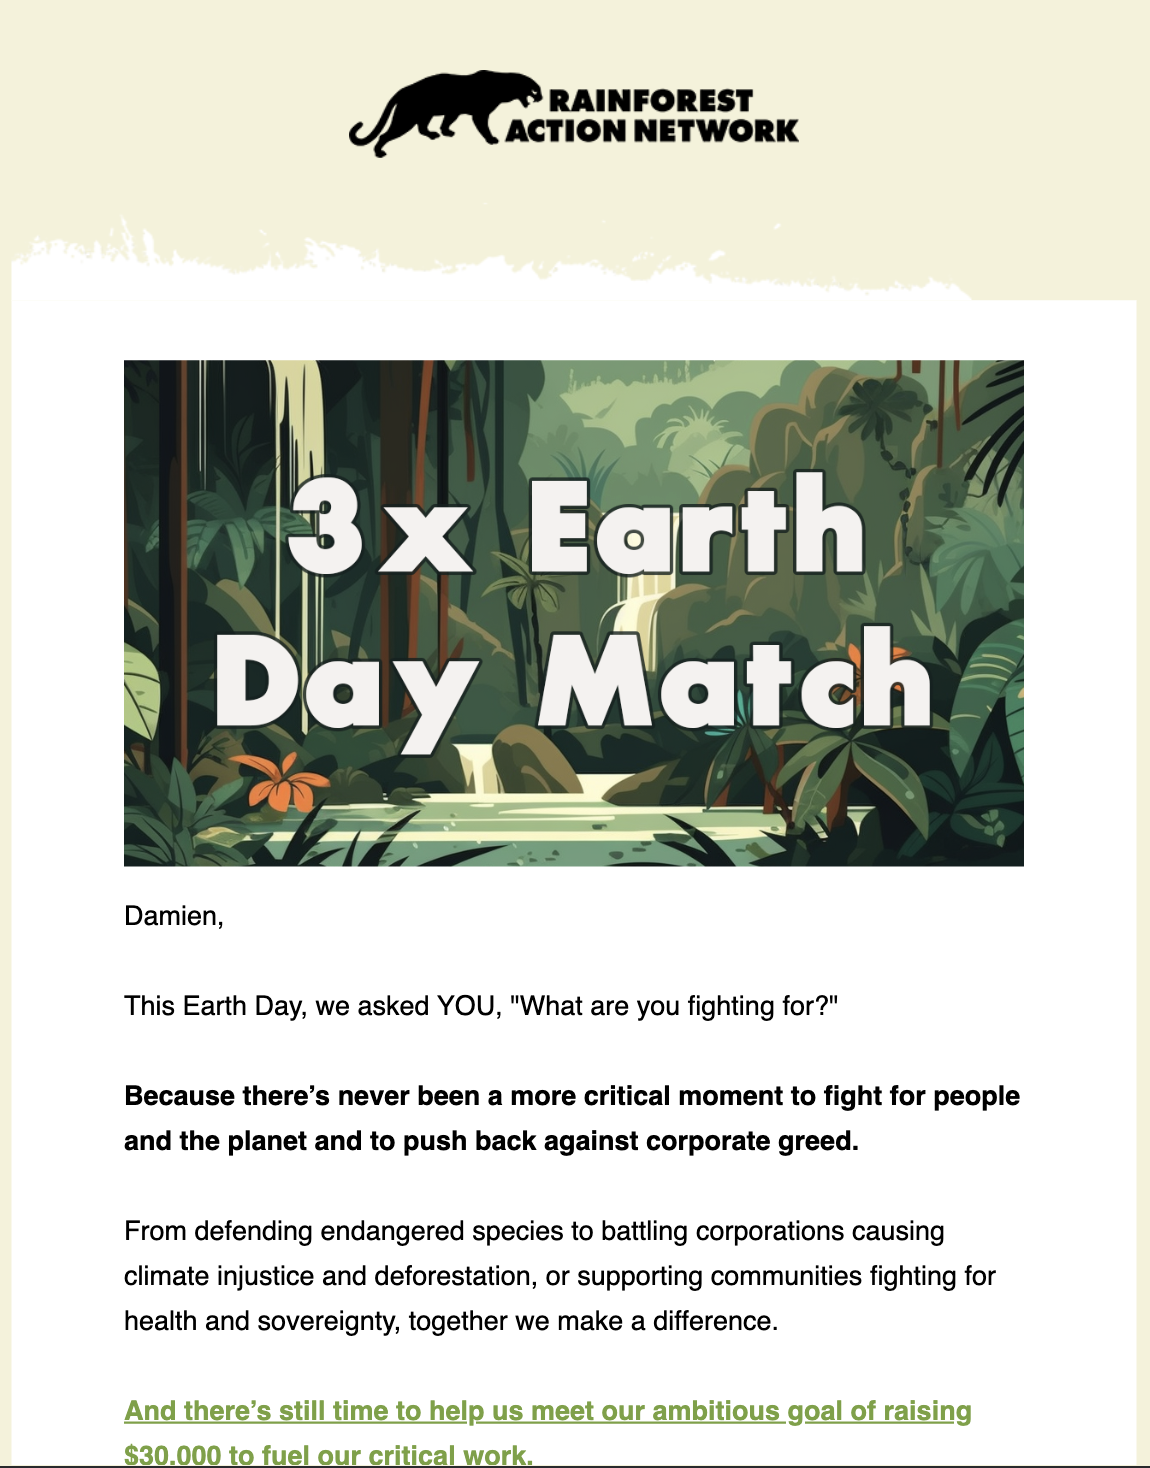 RAINFOREST
ACTION NETWORK
3x Earth
Day Match
Damien,
This Earth Day, we asked YOU, "What are you fighting for?"
Because there’s never been a more critical moment to fight for people
and the planet and to push back against corporate greed.
From defending endangered species to battling corporations causing
climate injustice and deforestation, or supporting communities fighting for
health and sovereignty, together we make a difference.
And there’s still time to help us meet our ambitious goal of raising
$30,000 to fuel our critical work.